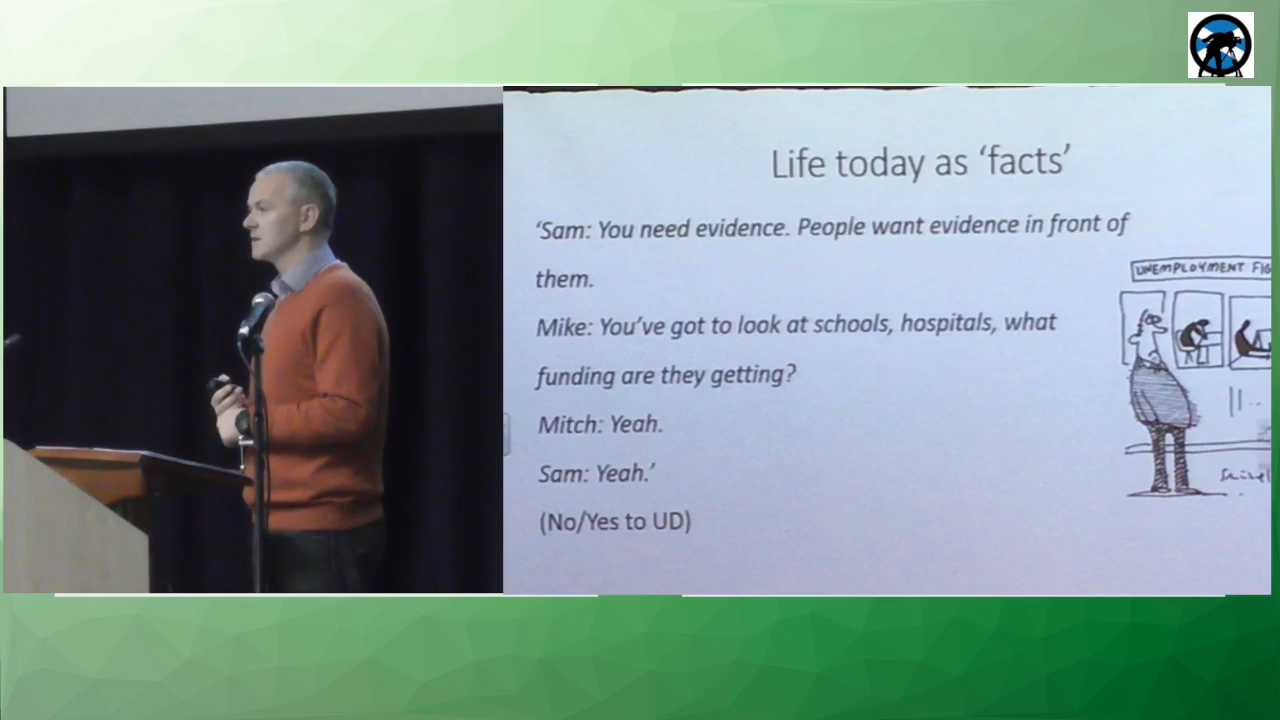 Life today as ‘facts’
‘Sam: You need evidence. People want evidence in front of
them.
Mike: You’ve got to look at schools, hospitals, what
funding are they getting?
Mitch: Yeah.
Sam: Yeah.’
(No/Yes to UD)
UNEMPLOYMENT